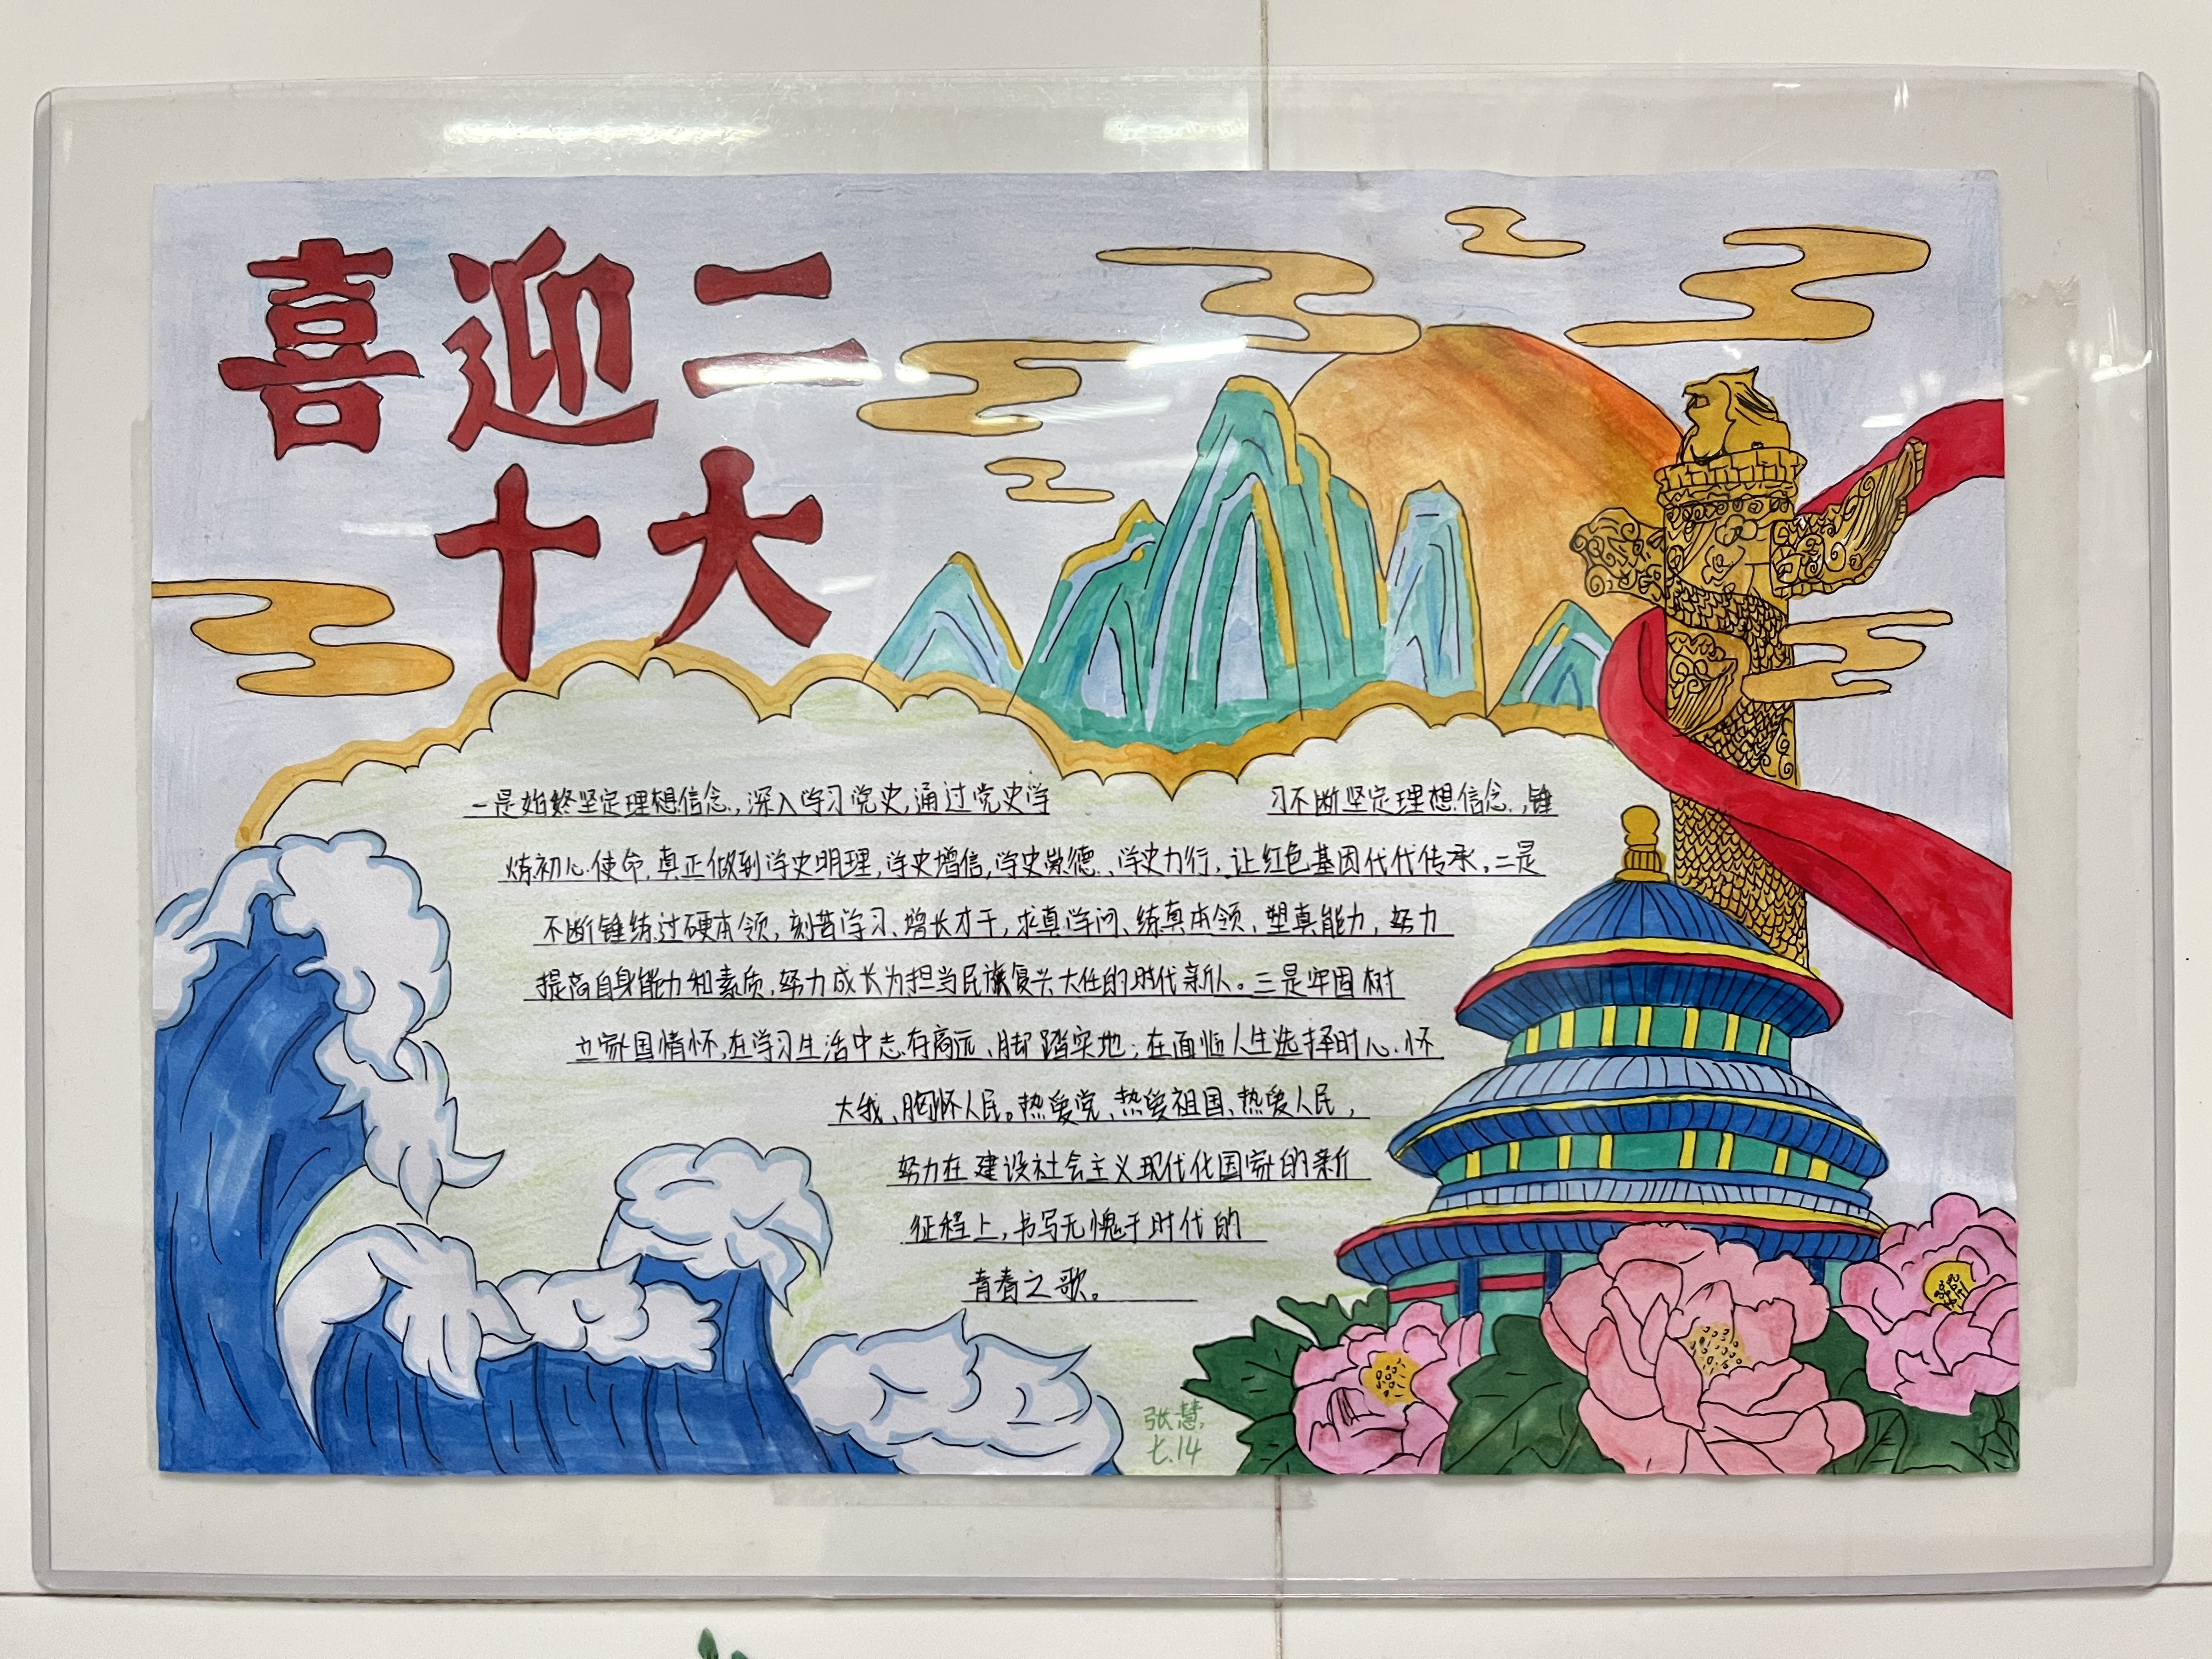 喜迎二
十大
一是始终坚定理想信念,深入学习党史,通过党史学习不断坚定理想信念,锤
炼初心使命,真正做到学史明理,学史增信,学史崇德、学史力行,让红色基因代代传承,二是
不断锤练过硬本领,刻苦学习、增长才干,求真学问、练真本领、塑真能力,努力
提高自身能力和素质,努力成长为担当民族复兴大任的时代新人。三是牢固树
立家国情怀,在学习生活中志存高远、脚踏实地;在面临人生选择时心怀
大我、胸怀人民。热爱党、热爱祖国、热爱人民,
努力在建设社会主义现代化国家的新
征程上,书写无愧于时代的
青春之歌。
张慧,
七.14